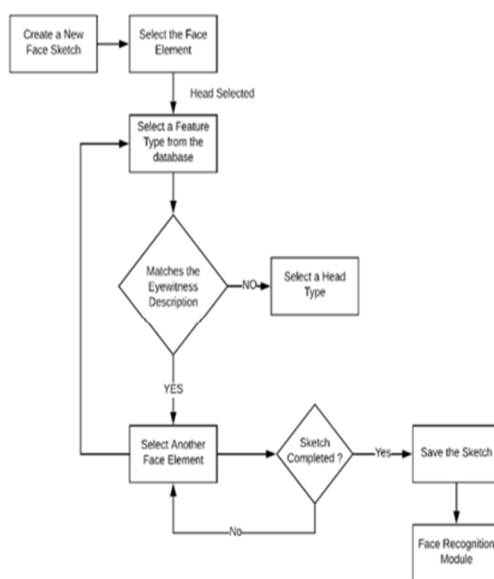 Create a New
Face Sketch
Select the Face
Element
Head Selected
Select a Feature
Type from the
database
Matches the
Eyewitness
Description
NO
Select a Head
Type
YES
Select Another
Face Element
Sketch
Completed ?
Yes
Save the Sketch
No
Face Recognition
Module